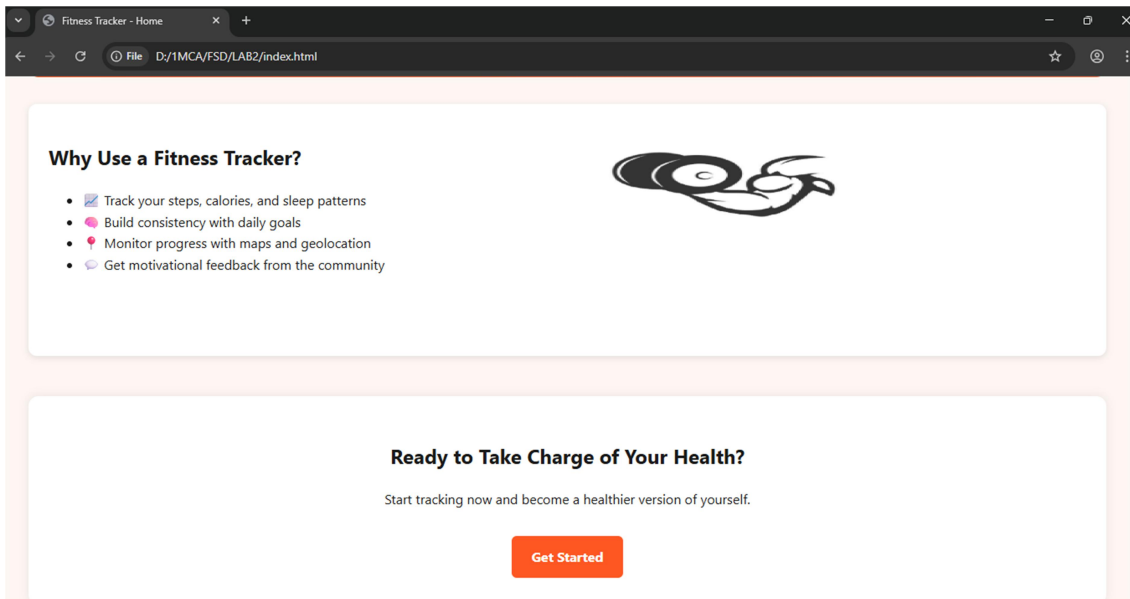 Fitness Tracker - Home
File D:/1MCA/FSD/LAB2/index.html
Why Use a Fitness Tracker?
Track your steps, calories, and sleep patterns
Build consistency with daily goals
Monitor progress with maps and geolocation
Get motivational feedback from the community
Ready to Take Charge of Your Health?
Start tracking now and become a healthier version of yourself.
Get Started